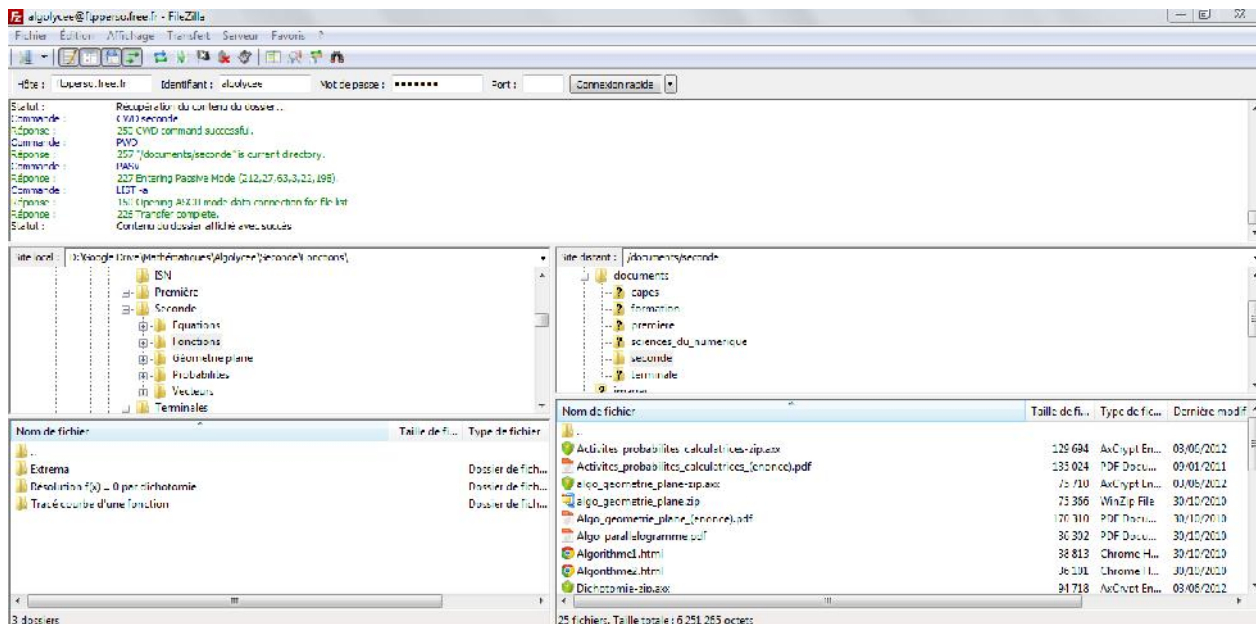 algolycee@ftpperso.free.fr - FileZilla
Fichier Édition Affichage Transfert Serveur Favoris ?
Hôte : ftpperso.free.fr Identifiant : algolycee Mot de passe : ●●●●●●● Port : Connexion rapide
Statut : Récupération du contenu du dossier...
Commande : CWD seconde
Réponse : 250 CWD command successful.
Commande : PWD
Réponse : 257 "/documents/seconde" is current directory.
Commande : PASV
Réponse : 227 Entering Passive Mode (212,27,63,3,22,198).
Commande : LIST -a
Réponse : 150 Opening ASCII mode data connection for file list
Réponse : 226 Transfer complete.
Statut : Contenu du dossier affiché avec succès
Site local : D:\Google Drive\Mathématiques\Algolycee\Seconde\Fonctions\
ISN
Première
Seconde
Equations
Fonctions
Géométrie plane
Probabilités
Vecteurs
Terminales
Nom de fichier Taille de fi... Type de fichier
..
Extrema Dossier de fich...
Résolution f(x) = 0 par dichotomie Dossier de fich...
Tracé courbe d'une fonction Dossier de fich...
3 dossiers
Site distant : /documents/seconde
documents
capes
formation
premiere
sciences_du_numerique
seconde
terminale
images
Nom de fichier Taille de fi... Type de fic... Dernière modif
..
Activites_probabilites_calculatrices-zip.axx 129 694 AxCrypt En... 03/06/2012
Activites_probabilites_calculatrices_(enonce).pdf 135 024 PDF Docu... 09/01/2011
algo_geometrie_plane-zip.axx 75 710 AxCrypt En... 03/06/2012
algo_geometrie_plane.zip 75 366 WinZip File 30/10/2010
Algo_geometrie_plane_(enonce).pdf 170 310 PDF Docu... 30/10/2010
Algo_parallelogramme.pdf 36 302 PDF Docu... 30/10/2010
Algorithme1.html 38 813 Chrome H... 30/10/2010
Algorithme2.html 36 191 Chrome H... 30/10/2010
Dichotomie-zip.axx 94 718 AxCrypt En... 03/06/2012
25 fichiers. Taille totale : 6 251 265 octets